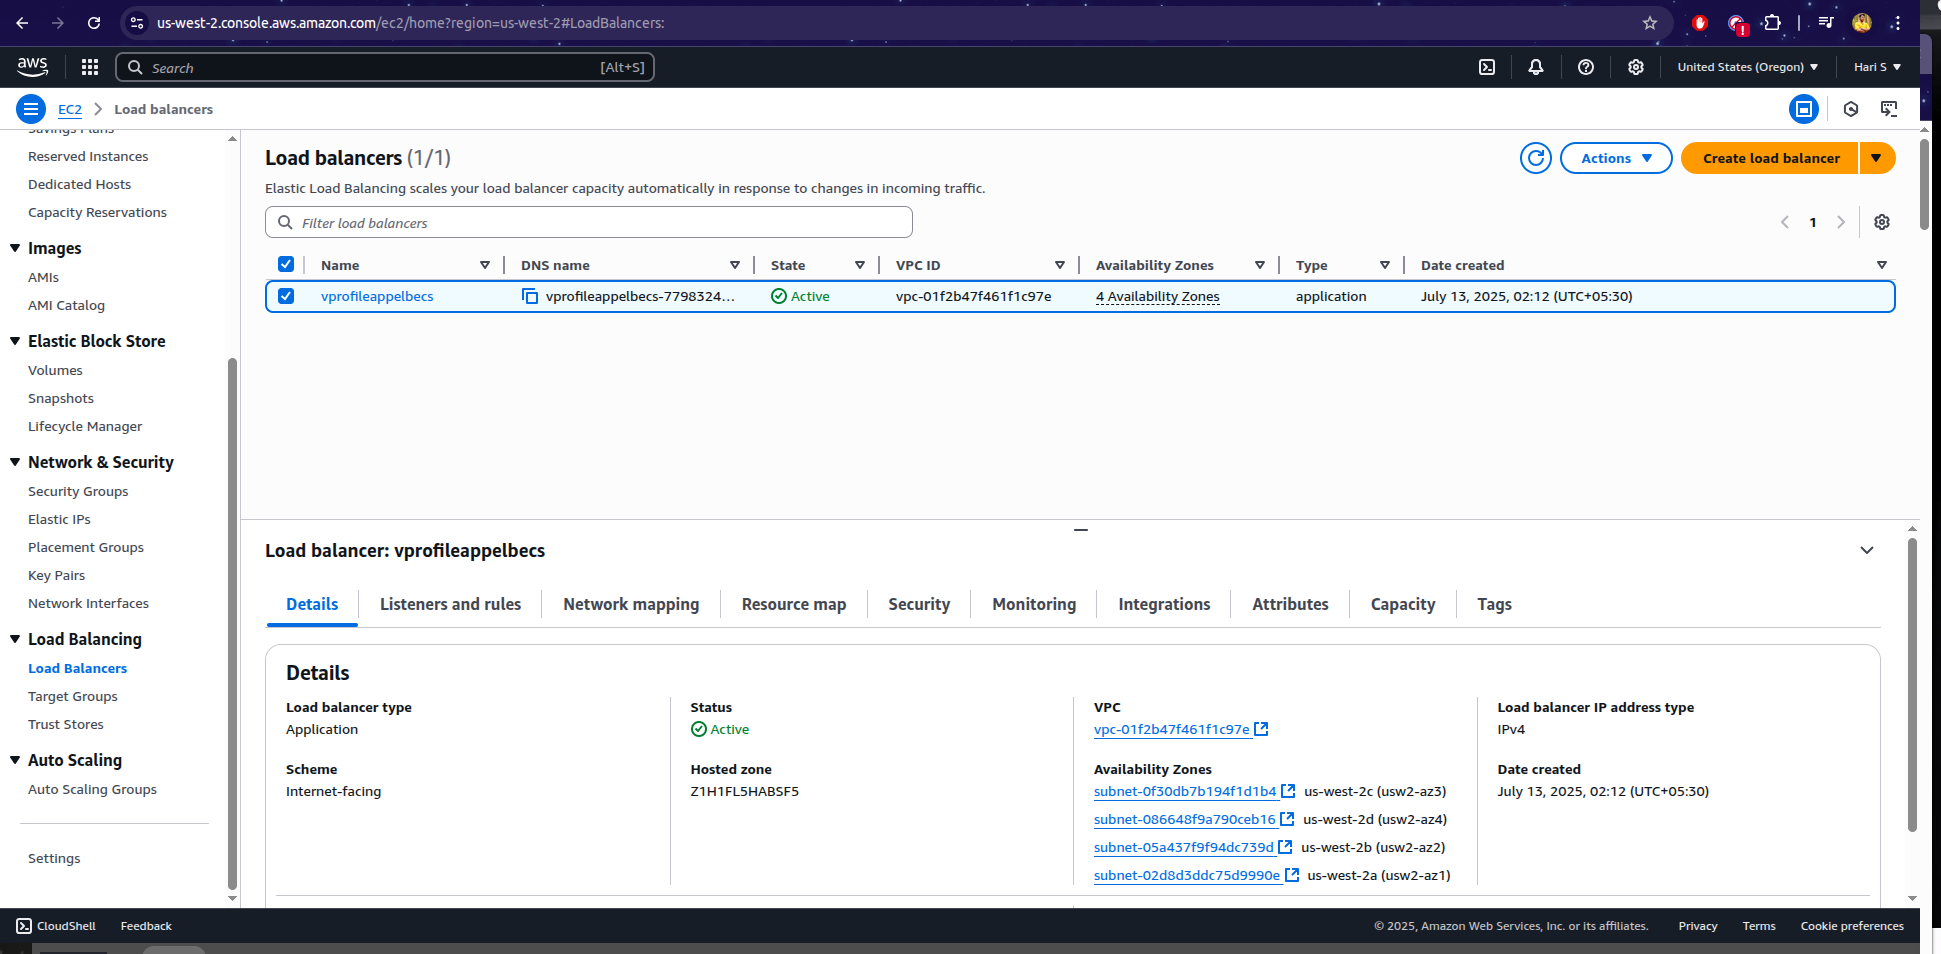 us-west-2.console.aws.amazon.com/ec2/home?region=us-west-2#LoadBalancers:
aws
Search
[Alt+S]
United States (Oregon)
Hari S
EC2
Load balancers
Savings Plans
Reserved Instances
Dedicated Hosts
Capacity Reservations
Images
AMIs
AMI Catalog
Elastic Block Store
Volumes
Snapshots
Lifecycle Manager
Network & Security
Security Groups
Elastic IPs
Placement Groups
Key Pairs
Network Interfaces
Load Balancing
Load Balancers
Target Groups
Trust Stores
Auto Scaling
Auto Scaling Groups
Settings
Load balancers (1/1)
Actions
Create load balancer
Elastic Load Balancing scales your load balancer capacity automatically in response to changes in incoming traffic.
Filter load balancers
1
Name DNS name State VPC ID Availability Zones Type Date created
vprofileappelbecs vprofileappelbecs-7798324... Active vpc-01f2b47f461f1c97e 4 Availability Zones application July 13, 2025, 02:12 (UTC+05:30)
Load balancer: vprofileappelbecs
Details Listeners and rules Network mapping Resource map Security Monitoring Integrations Attributes Capacity Tags
Details
Load balancer type
Application
Scheme
Internet-facing
Status
Active
Hosted zone
Z1H1FL5HABSF5
VPC
vpc-01f2b47f461f1c97e
Availability Zones
subnet-0f30db7b194f1d1b4 us-west-2c (usw2-az3)
subnet-086648f9a790ceb16 us-west-2d (usw2-az4)
subnet-05a437f9f94dc739d us-west-2b (usw2-az2)
subnet-02d8d3ddc75d9990e us-west-2a (usw2-az1)
Load balancer IP address type
IPv4
Date created
July 13, 2025, 02:12 (UTC+05:30)
CloudShell
Feedback
© 2025, Amazon Web Services, Inc. or its affiliates.
Privacy
Terms
Cookie preferences